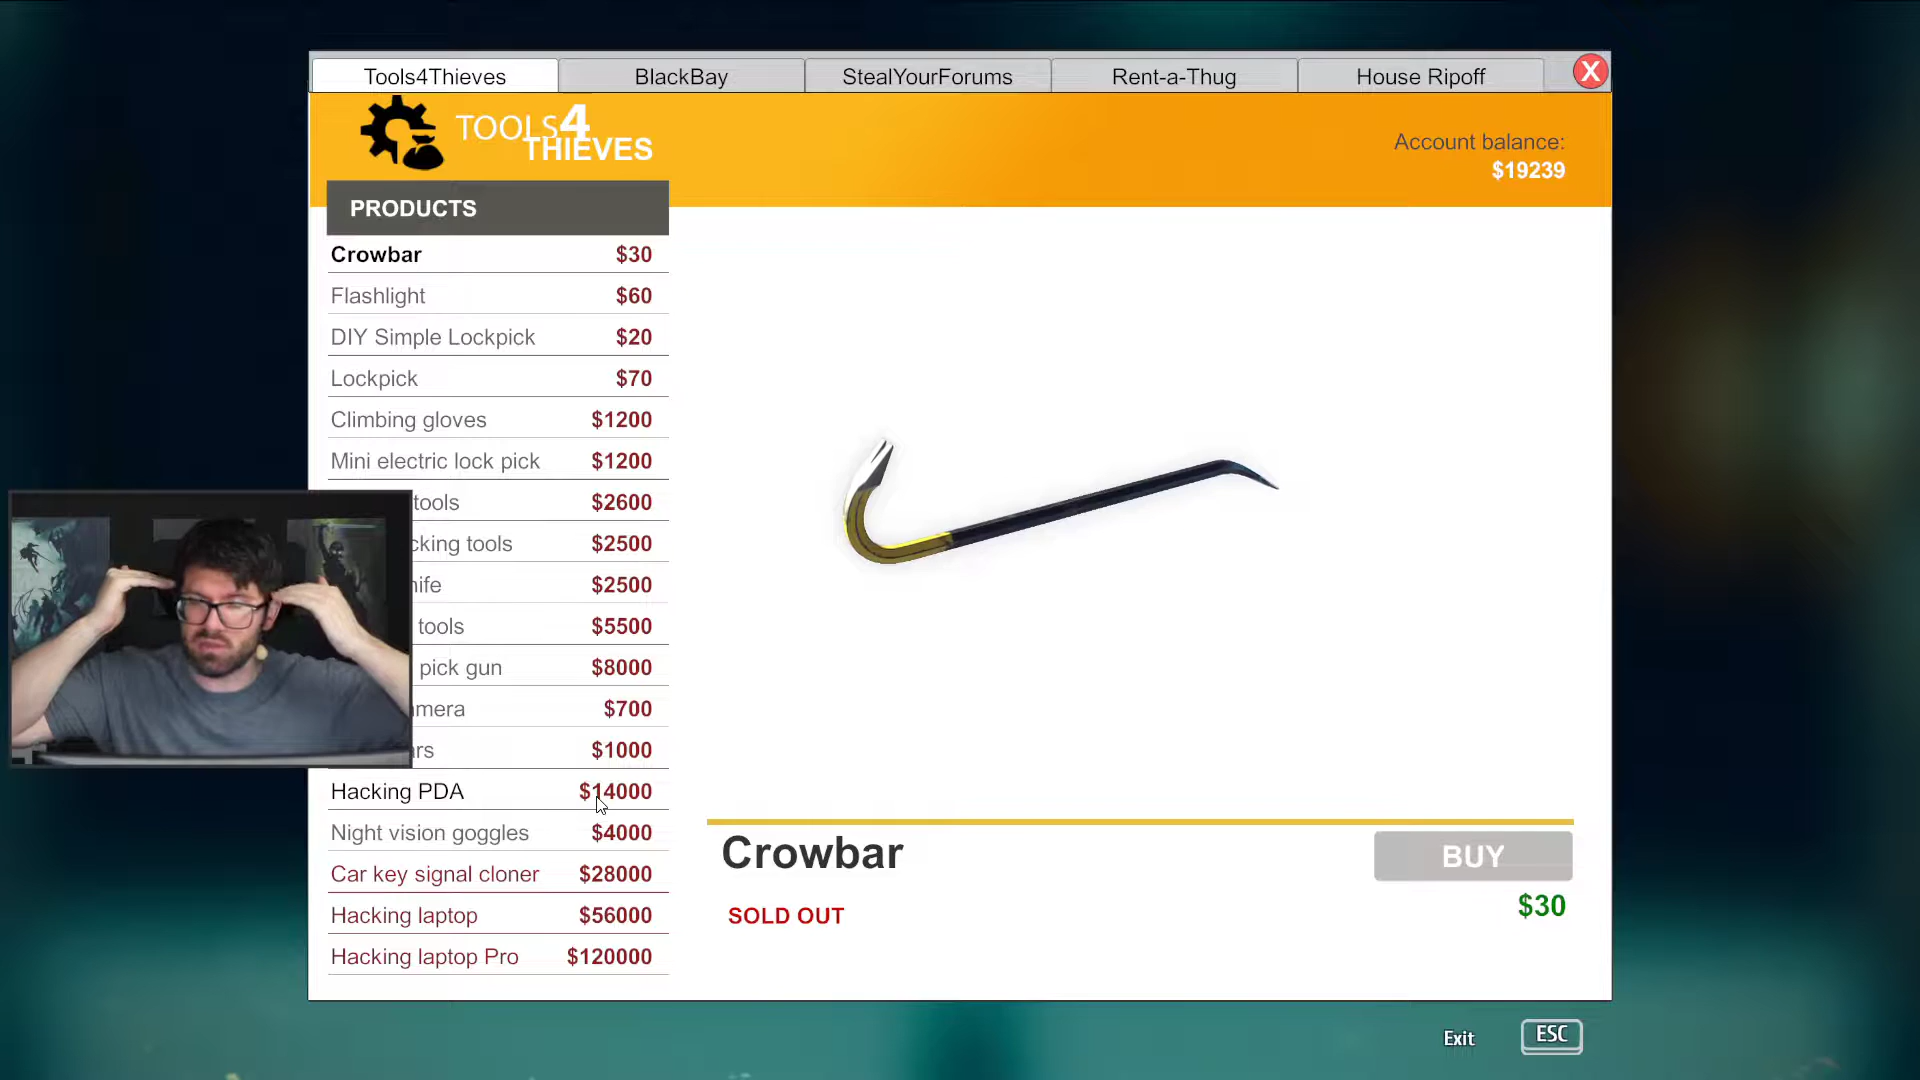 Tools4Thieves BlackBay StealYourForums Rent-a-Thug House Ripoff X
TOOLS4
THIEVES
Account balance:
$19239
PRODUCTS
Crowbar $30
Flashlight $60
DIY Simple Lockpick $20
Lockpick $70
Climbing gloves $1200
Mini electric lock pick $1200
tools $2600
cking tools $2500
nife $2500
tools $5500
pick gun $8000
mera $700
rs $1000
Hacking PDA $14000
Night vision goggles $4000
Car key signal cloner $28000
Hacking laptop $56000
Hacking laptop Pro $120000
Crowbar
BUY
SOLD OUT
$30
Exit ESC